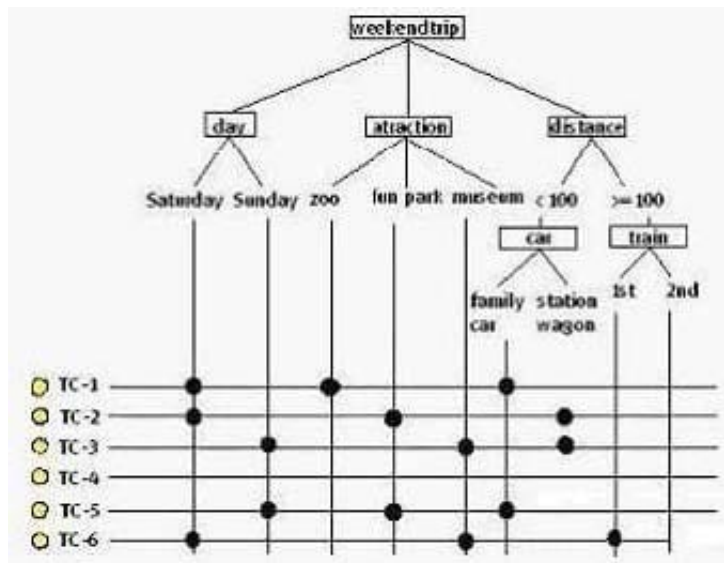 weekendtrip
day atraction distance
Saturday Sunday zoo fun park museum < 100 >= 100
car train
family car station wagon 1st 2nd
TC-1
TC-2
TC-3
TC-4
TC-5
TC-6